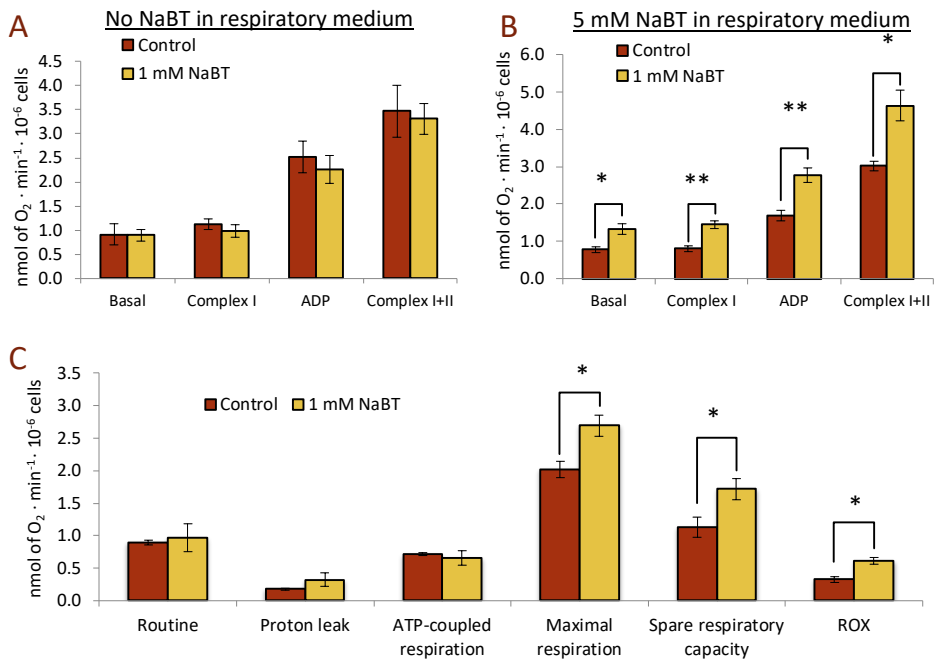 A
No NaBT in respiratory medium
nmol of O₂ · min⁻¹ · 10⁻⁶ cells
4.5
4.0
3.5
3.0
2.5
2.0
1.5
1.0
0.5
0.0
Control
1 mM NaBT
Basal Complex I ADP Complex I+II
B
5 mM NaBT in respiratory medium
nmol of O₂ · min⁻¹ · 10⁻⁶ cells
6.0
5.0
4.0
3.0
2.0
1.0
0.0
Control
1 mM NaBT
*
**
**
*
Basal Complex I ADP Complex I+II
C
nmol of O₂ · min⁻¹ · 10⁻⁶ cells
3.5
3.0
2.5
2.0
1.5
1.0
0.5
0.0
Control 1 mM NaBT
*
*
*
Routine Proton leak ATP-coupled respiration Maximal respiration Spare respiratory capacity ROX